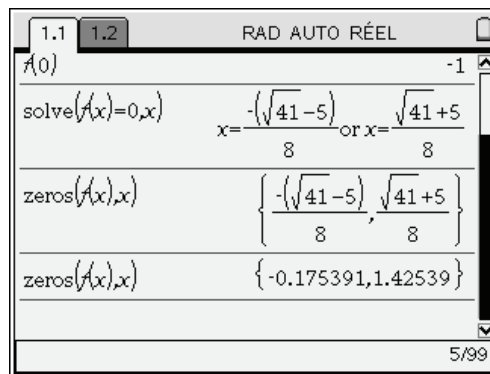 1.1 1.2 RAD AUTO RÉEL
f(0) -1
solve(f(x)=0,x) x=-(√41-5)/8 or x=(√41+5)/8
zeros(f(x),x) {-(√41-5)/8,(√41+5)/8}
zeros(f(x),x) {-0.175391,1.42539}
5/99